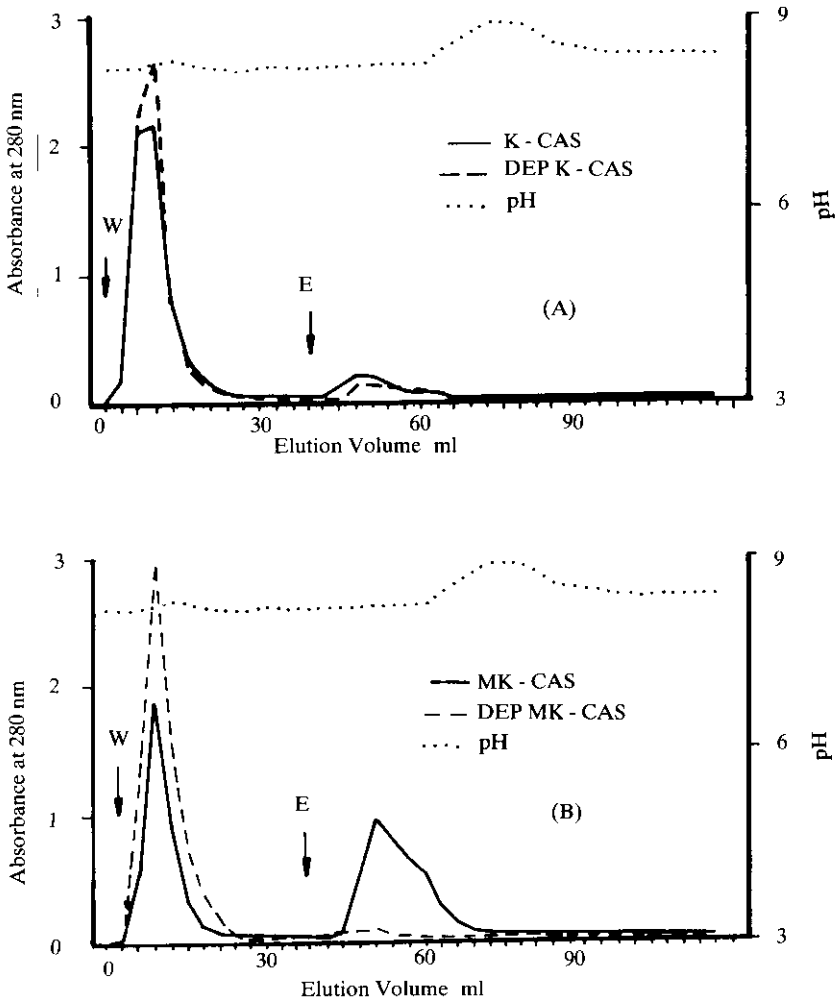 3
9
2
Absorbance at 280 nm
K - CAS
DEP K - CAS
pH
6
pH
W
1
E
(A)
0
3
0
30
60
90
Elution Volume ml
3
9
2
Absorbance at 280 nm
MK - CAS
DEP MK - CAS
pH
6
pH
W
1
E
(B)
0
3
0
30
60
90
Elution Volume ml